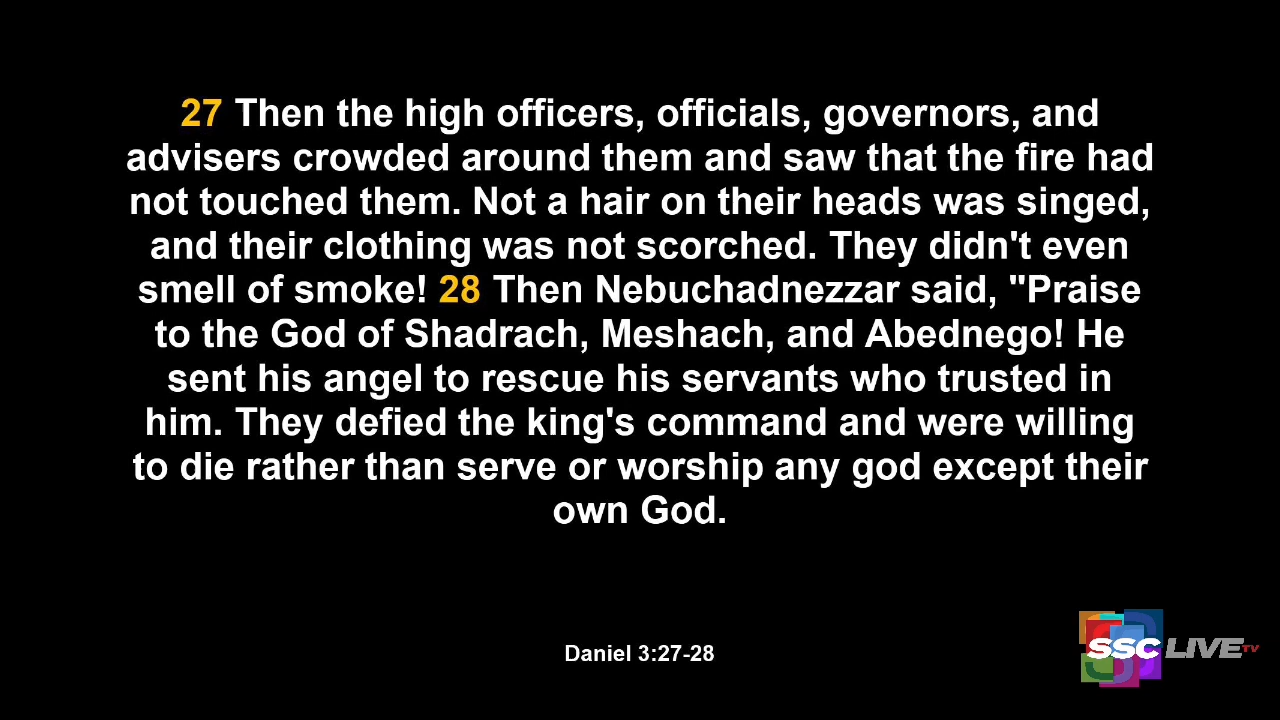 27 Then the high officers, officials, governors, and
advisers crowded around them and saw that the fire had
not touched them. Not a hair on their heads was singed,
and their clothing was not scorched. They didn't even
smell of smoke! 28 Then Nebuchadnezzar said, "Praise
to the God of Shadrach, Meshach, and Abednego! He
sent his angel to rescue his servants who trusted in
him. They defied the king's command and were willing
to die rather than serve or worship any god except their
own God.
Daniel 3:27-28
SSC LIVE TV